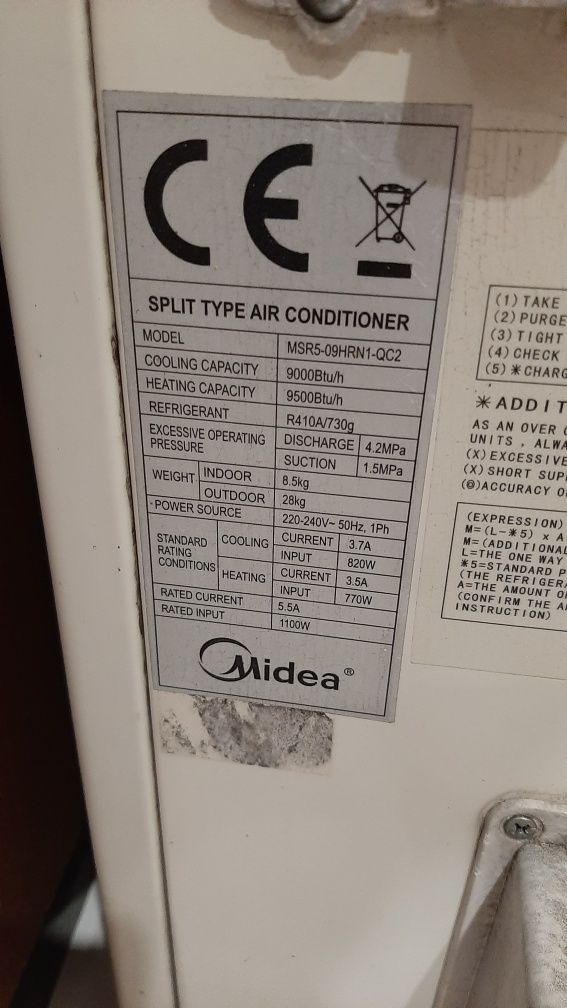 CE
SPLIT TYPE AIR CONDITIONER
MODEL MSR5-09HRN1-QC2
COOLING CAPACITY 9000Btu/h
HEATING CAPACITY 9500Btu/h
REFRIGERANT R410A/730g
EXCESSIVE OPERATING PRESSURE DISCHARGE 4.2MPa
SUCTION 1.5MPa
WEIGHT INDOOR 8.5kg
OUTDOOR 28kg
POWER SOURCE 220-240V~ 50Hz, 1Ph
STANDARD RATING CONDITIONS COOLING CURRENT 3.7A
INPUT 820W
HEATING CURRENT 3.5A
INPUT 770W
RATED CURRENT 5.5A
RATED INPUT 1100W
Midea®
(1) TAKE
(2) PURGE
(3) TIGHT
(4) CHECK
(5) ✳CHARG
✳ADDIT
AS AN OVER
UNITS, ALWA
(X) EXCESSIVE
(X) SHORT SUP
(◎) ACCURACY O
(EXPRESSION)
M=(L-✳5) x A
M=(ADDITIONAL
L=THE ONE WAY
✳5=STANDARD P
(THE REFRIGERA
A=THE AMOUNT O
(CONFIRM THE A
INSTRUCTION)